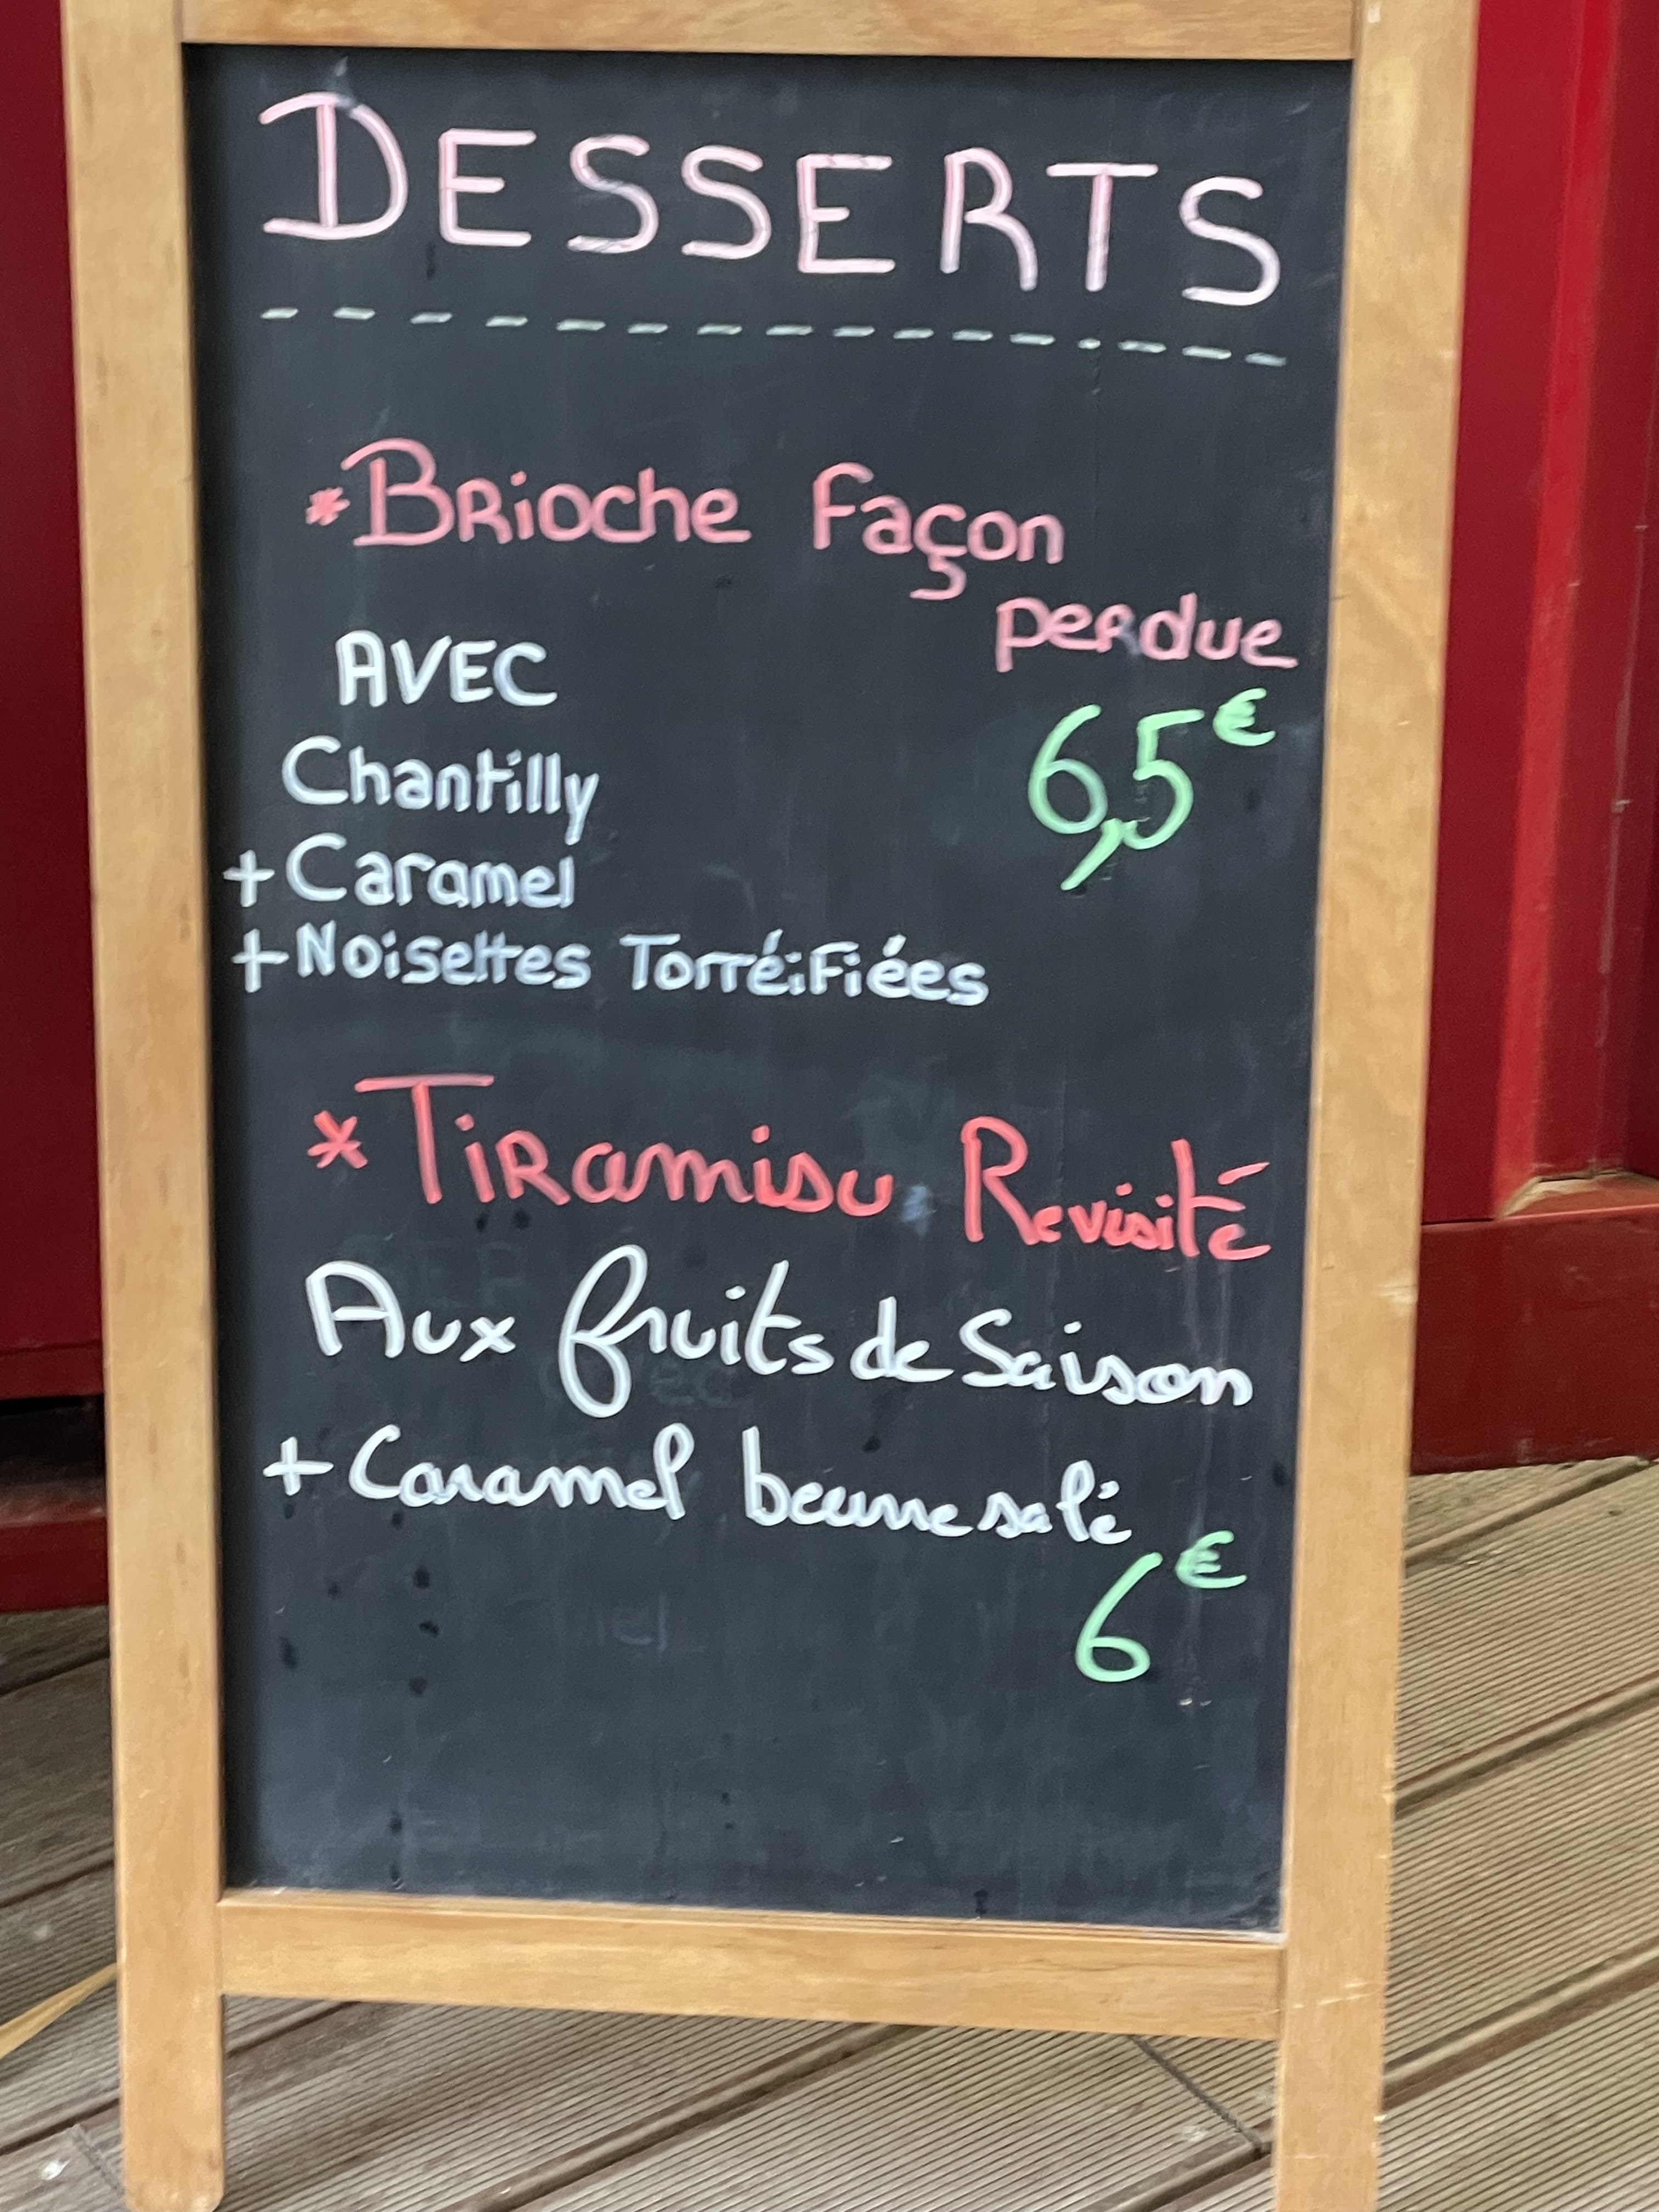 DESSERTS
*Brioche Façon
perdue
AVEC
6,5€
Chantilly
+Caramel
+Noisettes Torréifiées
*Tiramisu Revisité
Aux fruits de Saison
+ Caramel beurre salé
6€